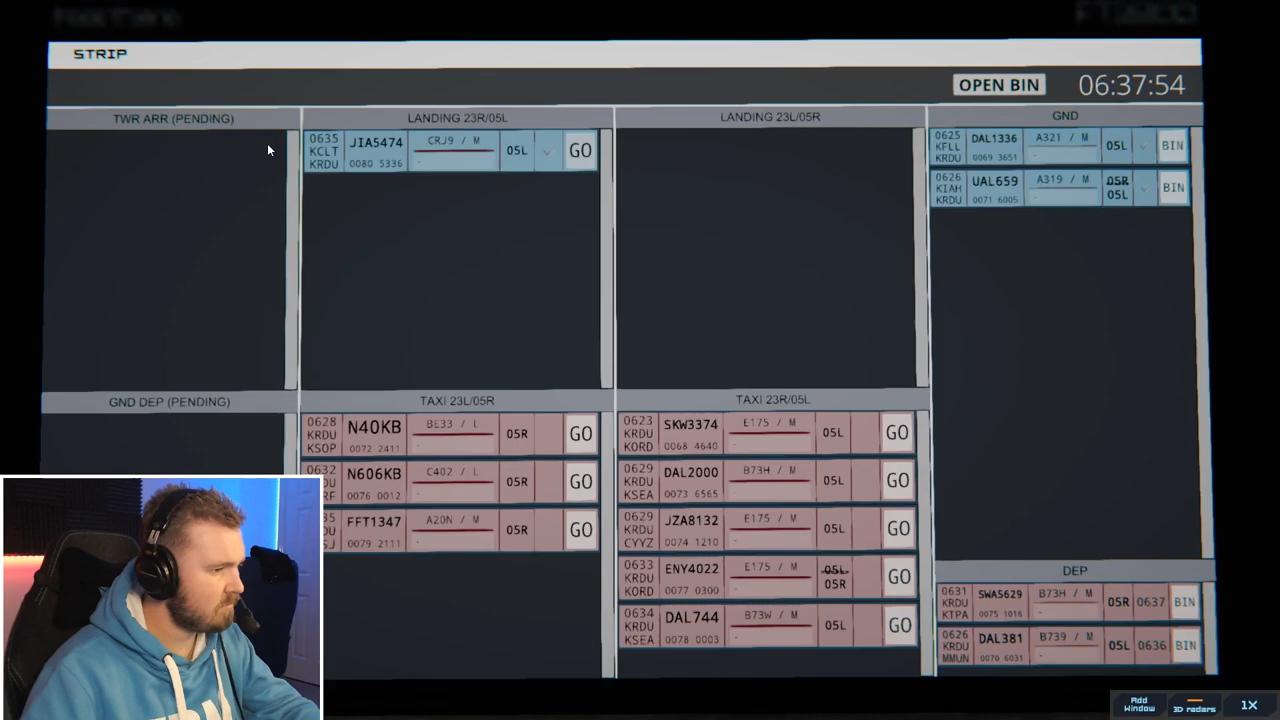 STRIP
OPEN BIN 06:37:54
TWR ARR (PENDING)
LANDING 23R/05L
0635 KCLT KRDU JIA5474 0080 5336 CRJ9 / M - 05L GO
LANDING 23L/05R
GND
0625 KFLL KRDU DAL1336 0069 3651 A321 / M - 05L BIN
0626 KIAH KRDU UAL659 0071 6005 A319 / M - 05R 05L BIN
GND DEP (PENDING)
TAXI 23L/05R
0628 KRDU KSOP N40KB 0072 2411 BE33 / L - 05R GO
0632 KRDU N606KB 0076 0012 C402 / L - 05R GO
FFT1347 0079 2111 A20N / M - 05R GO
TAXI 23R/05L
0623 KRDU KORD SKW3374 0068 4640 E175 / M - 05L GO
0629 KRDU KSEA DAL2000 0073 6565 B73H / M - 05L GO
0629 KRDU CYYZ JZA8132 0074 1210 E175 / M - 05L GO
0633 KRDU KORD ENY4022 0077 0300 E175 / M - 05L 05R GO
0634 KRDU KSEA DAL744 0078 0003 B73W / M - 05L GO
DEP
0631 KRDU KTPA SWA5629 0075 1016 B73H / M - 05R 0637 BIN
0626 KRDU MMUN DAL381 0070 6031 B739 / M - 05L 0636 BIN
Add Window
3D radars
1X